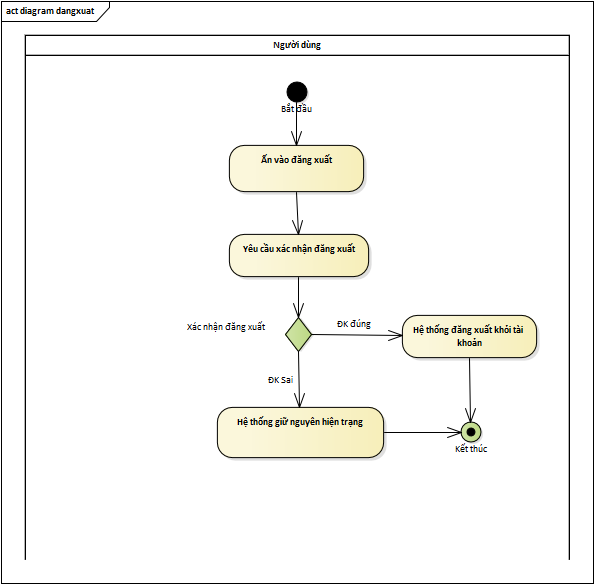 act diagram dangxuat
Người dùng
Bắt đầu
Ấn vào đăng xuất
Yêu cầu xác nhận đăng xuất
Xác nhận đăng xuất
ĐK đúng
Hệ thống đăng xuất khỏi tài
khoản
ĐK Sai
Hệ thống giữ nguyên hiện trạng
Kết thúc